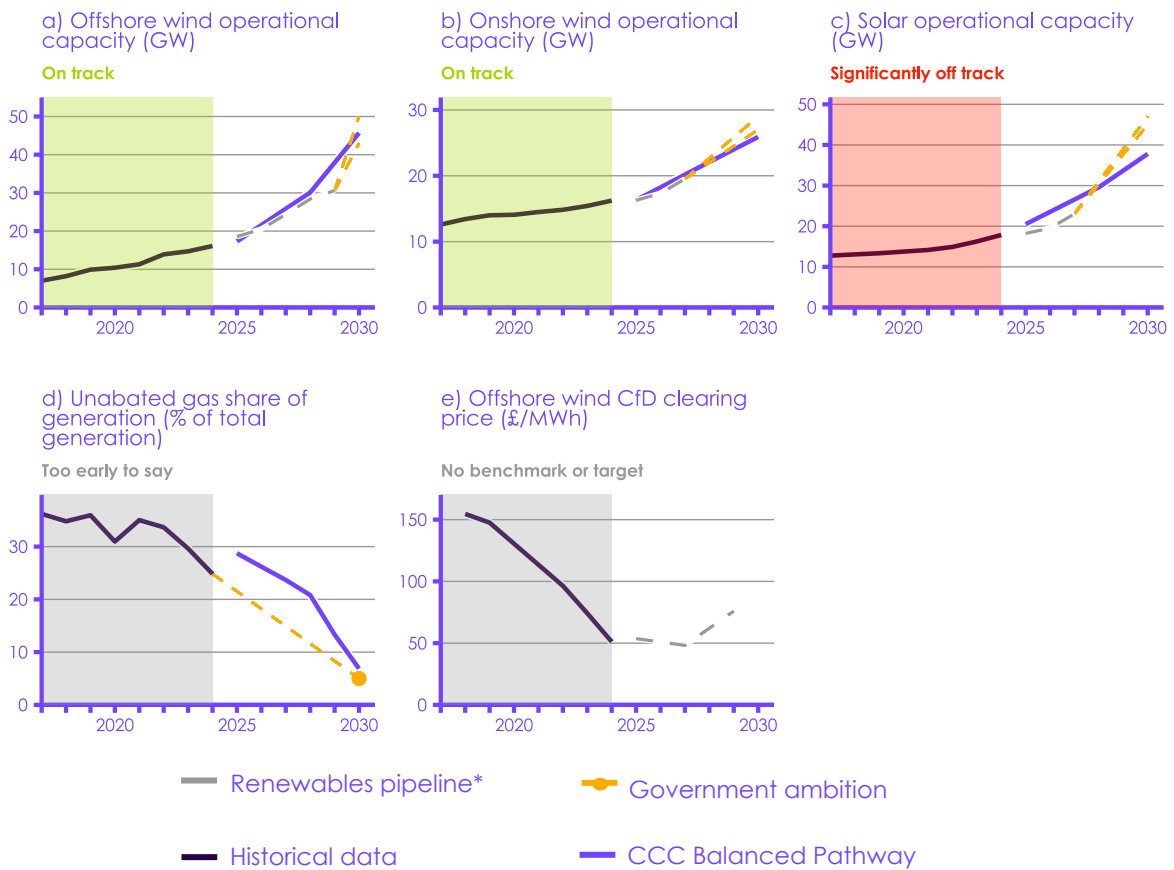 a) Offshore wind operational
capacity (GW)
On track
50
40
30
20
10
0
2020
2025
2030
b) Onshore wind operational
capacity (GW)
On track
30
20
10
0
2020
2025
2030
c) Solar operational capacity
(GW)
Significantly off track
50
40
30
20
10
0
2020
2025
2030
d) Unabated gas share of
generation (% of total
generation)
Too early to say
30
20
10
0
2020
2025
2030
e) Offshore wind CfD clearing
price (£/MWh)
No benchmark or target
150
100
50
0
2020
2025
2030
Renewables pipeline*
Government ambition
Historical data
CCC Balanced Pathway